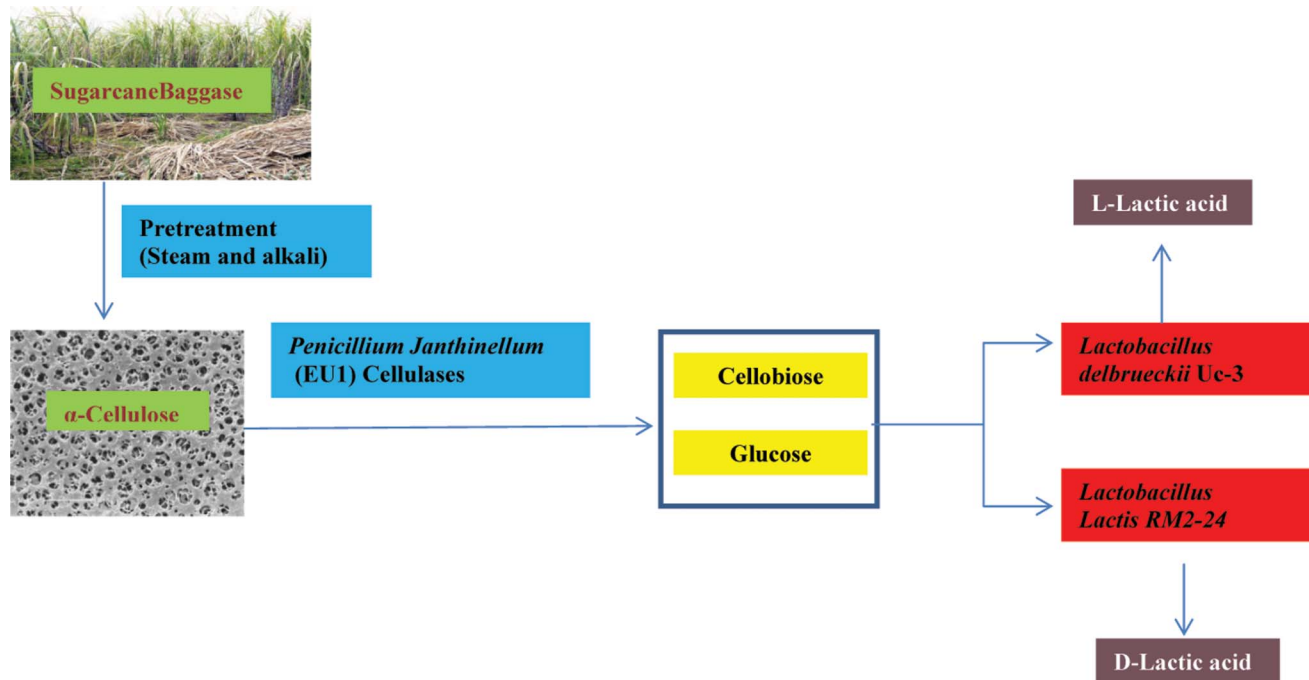 SugarcaneBaggase
Pretreatment
(Steam and alkali)
α-Cellulose
Penicillium Janthinellum
(EU1) Cellulases
Cellobiose
Glucose
L-Lactic acid
Lactobacillus
delbrueckii Uc-3
Lactobacillus
Lactis RM2-24
D-Lactic acid